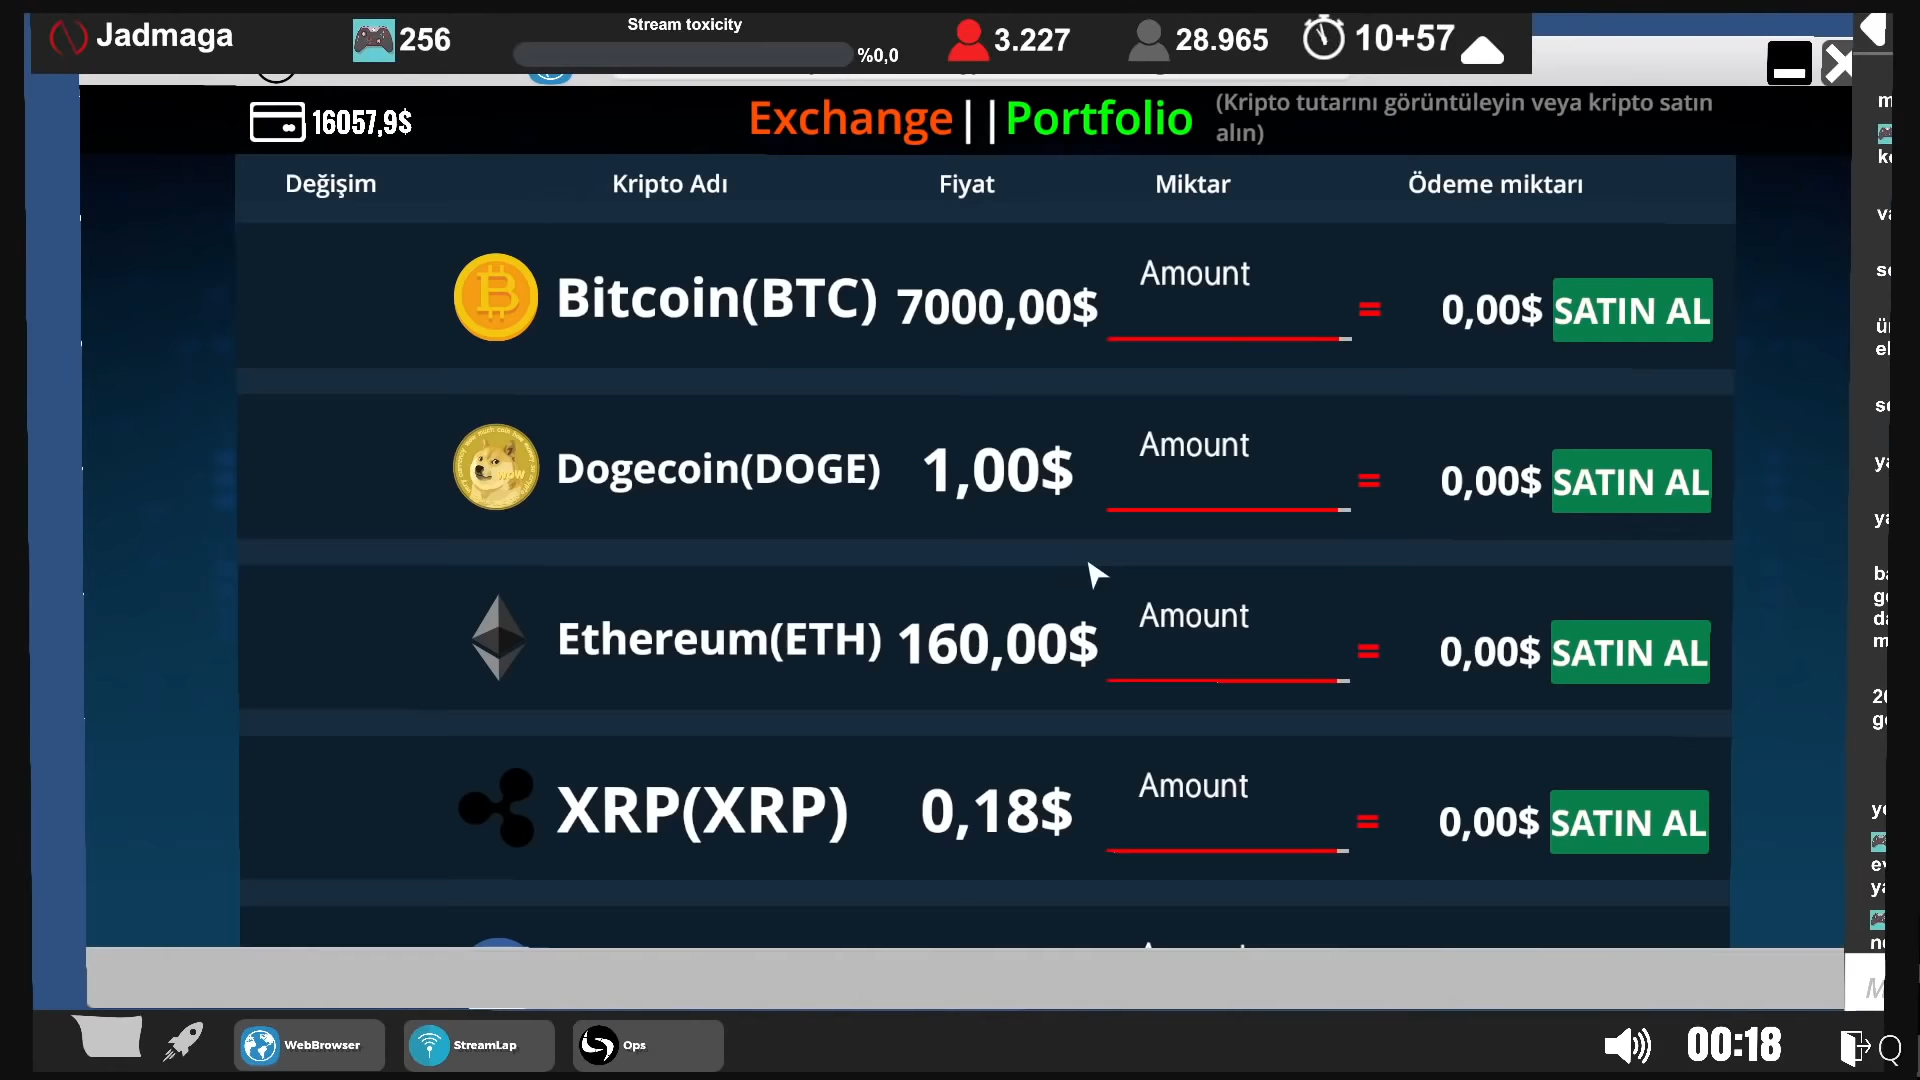 Jadmaga
256
Stream toxicity
%0,0
3.227
28.965
10+57
16057,9$
Exchange||Portfolio
(Kripto tutarını görüntüleyin veya kripto satın
alın)
Değişim Kripto Adı Fiyat Miktar Ödeme miktarı
Bitcoin(BTC) 7000,00$ Amount = 0,00$ SATIN AL
Dogecoin(DOGE) 1,00$ Amount = 0,00$ SATIN AL
Ethereum(ETH) 160,00$ Amount = 0,00$ SATIN AL
XRP(XRP) 0,18$ Amount = 0,00$ SATIN AL
WebBrowser
StreamLap
Ops
00:18
Q